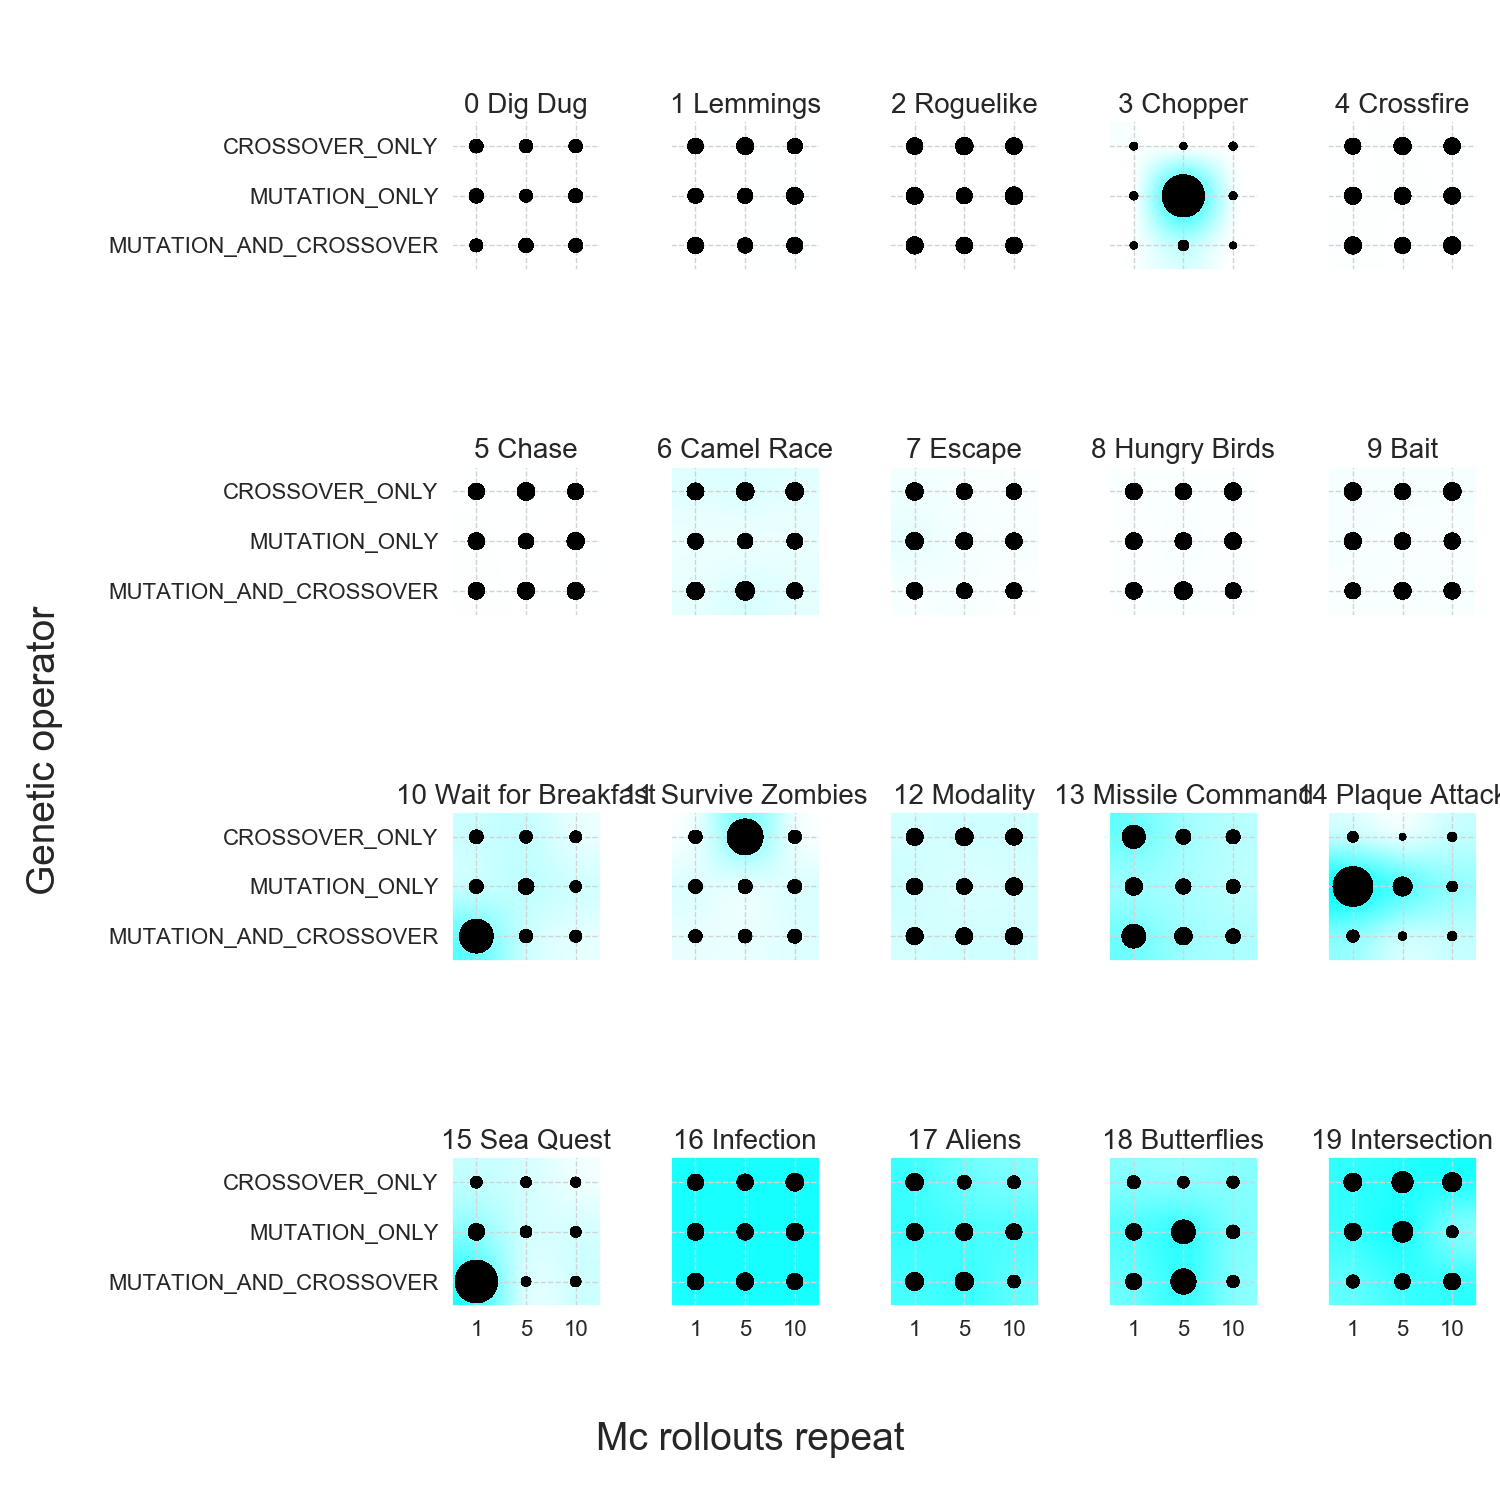 0 Dig Dug
1 Lemmings
2 Roguelike
3 Chopper
4 Crossfire
CROSSOVER_ONLY
MUTATION_ONLY
MUTATION_AND_CROSSOVER
5 Chase
6 Camel Race
7 Escape
8 Hungry Birds
9 Bait
CROSSOVER_ONLY
MUTATION_ONLY
MUTATION_AND_CROSSOVER
Genetic operator
10 Wait for Breakfast
11 Survive Zombies
12 Modality
13 Missile Command
14 Plaque Attack
CROSSOVER_ONLY
MUTATION_ONLY
MUTATION_AND_CROSSOVER
15 Sea Quest
16 Infection
17 Aliens
18 Butterflies
19 Intersection
CROSSOVER_ONLY
MUTATION_ONLY
MUTATION_AND_CROSSOVER
1 5 10
1 5 10
1 5 10
1 5 10
1 5 10
Mc rollouts repeat